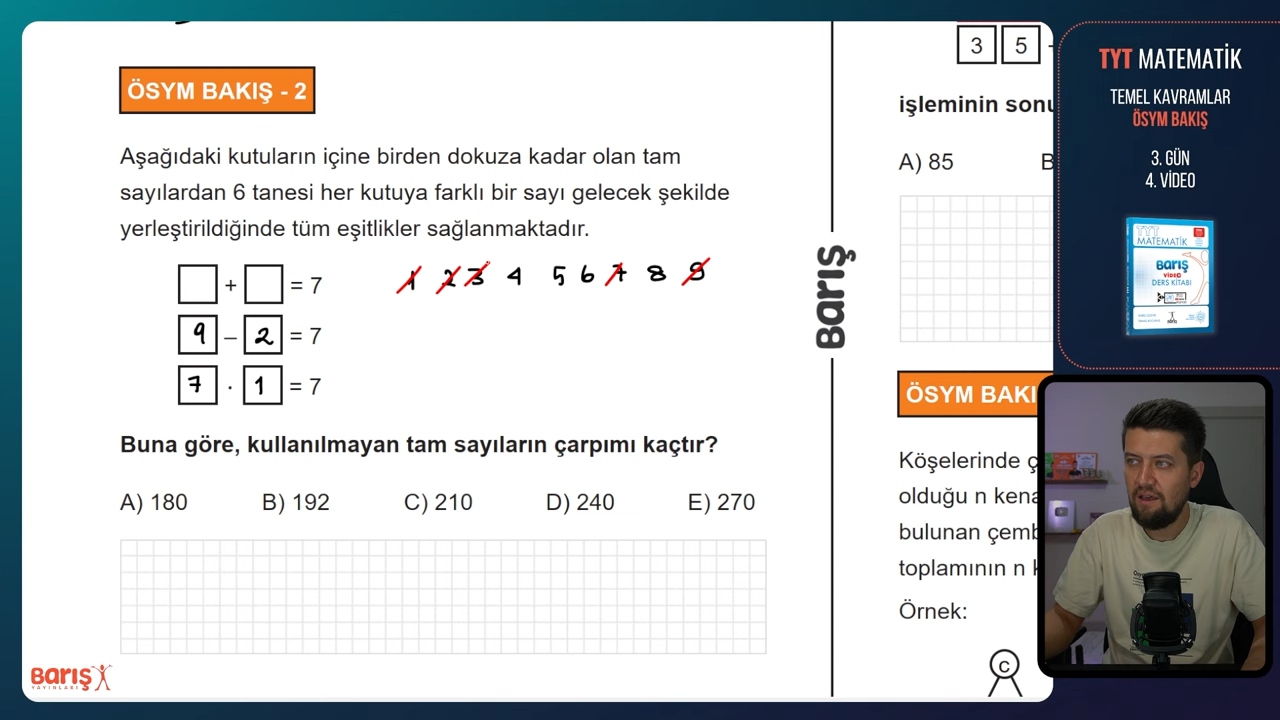 ÖSYM BAKIŞ - 2
Aşağıdaki kutuların içine birden dokuza kadar olan tam
sayılardan 6 tanesi her kutuya farklı bir sayı gelecek şekilde
yerleştirildiğinde tüm eşitlikler sağlanmaktadır.
+ = 7
1 2 3 4 5 6 7 8 9
9 – 2 = 7
7 · 1 = 7
Buna göre, kullanılmayan tam sayıların çarpımı kaçtır?
A) 180 B) 192 C) 210 D) 240 E) 270
BARIŞ
YAYINLARI
BARIŞ
3 5
işleminin sonu
A) 85 B
ÖSYM BAKI
Köşelerinde ç
olduğu n kena
bulunan çemb
toplamının n k
Örnek:
C
TYT MATEMATİK
TEMEL KAVRAMLAR
ÖSYM BAKIŞ
3. GÜN
4. VİDEO
TYT
MATEMATİK
BARIŞ
VİDEO
DERS KİTABI